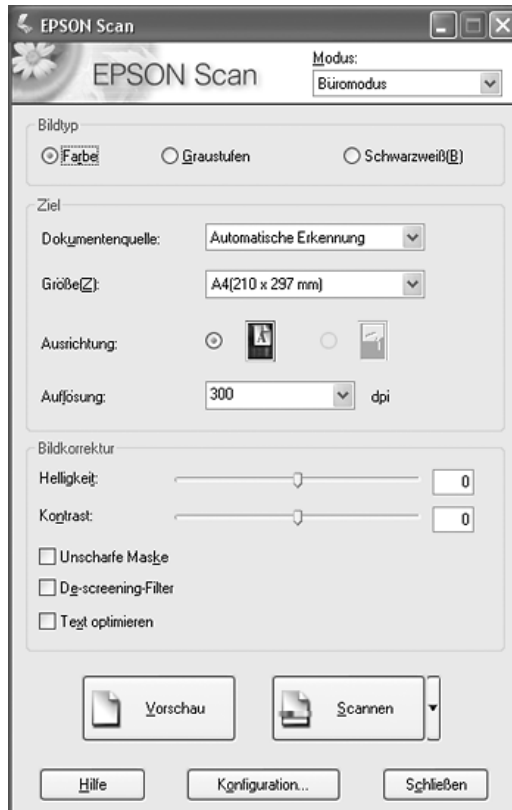 EPSON Scan
EPSON Scan
Modus:
Büromodus
Bildtyp
Farbe
Graustufen
Schwarzweiß(B)
Ziel
Dokumentenquelle:
Automatische Erkennung
Größe(Z):
A4(210 x 297 mm)
Ausrichtung:
Auflösung:
300
dpi
Bildkorrektur
Helligkeit:
0
Kontrast:
0
Unscharfe Maske
De-screening-Filter
Text optimieren
Vorschau
Scannen
Hilfe
Konfiguration...
Schließen